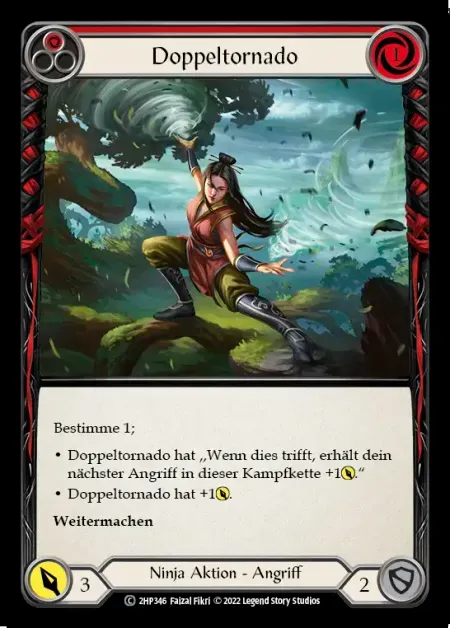 1
Doppeltornado
Bestimme 1;
• Doppeltornado hat „Wenn dies trifft, erhält dein
nächster Angriff in dieser Kampfkette +1.“
• Doppeltornado hat +1.
Weitermachen
3
Ninja Aktion - Angriff
2
C 2HP346 Faizal Fikri © 2022 Legend Story Studios